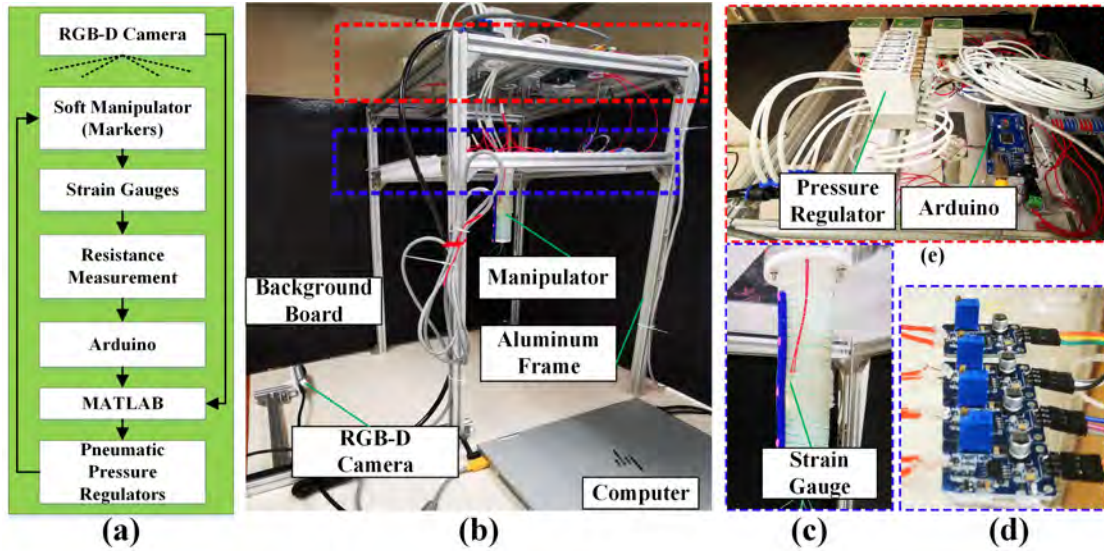 RGB-D Camera
Soft Manipulator
(Markers)
Strain Gauges
Resistance
Measurement
Arduino
MATLAB
Pneumatic
Pressure
Regulators
(a)
Background
Board
Manipulator
Aluminum
Frame
RGB-D
Camera
Computer
(b)
Pressure
Regulator
Arduino
(e)
Strain
Gauge
(c)
(d)